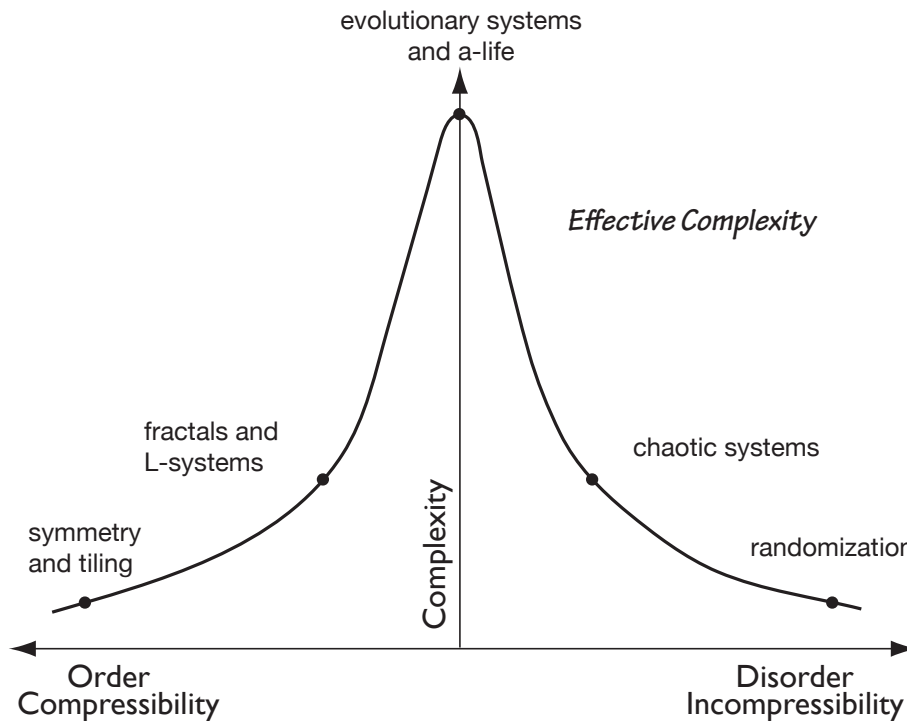 evolutionary systems
and a-life
Effective Complexity
fractals and
L-systems
chaotic systems
symmetry
and tiling
randomization
Complexity
Order
Compressibility
Disorder
Incompressibility